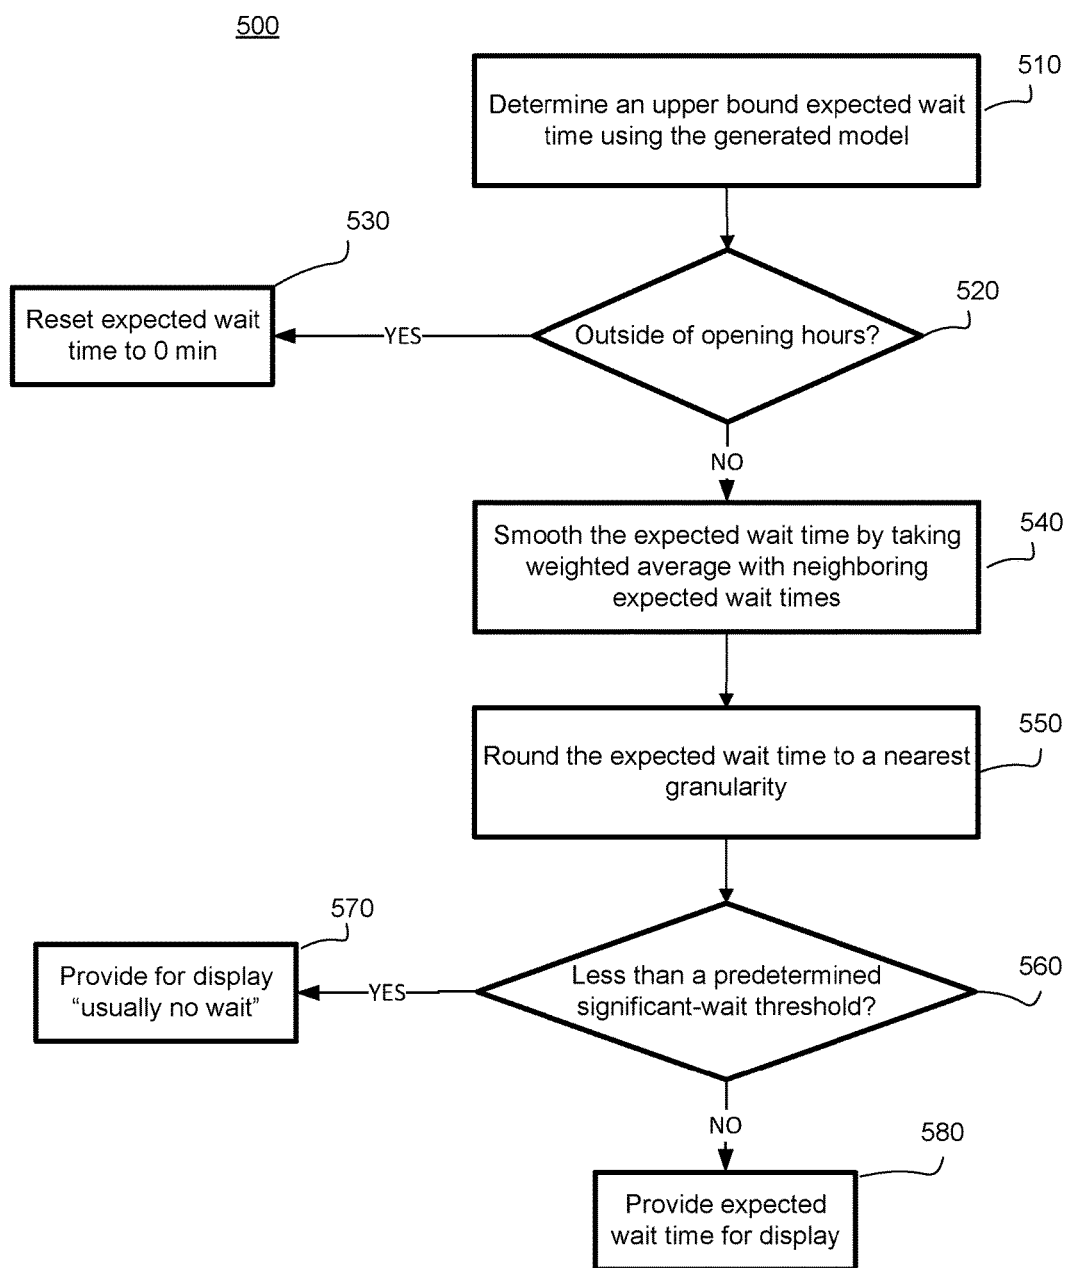 500
510
Determine an upper bound expected wait
time using the generated model
530
520
Reset expected wait
time to 0 min
YES
Outside of opening hours?
NO
540
Smooth the expected wait time by taking
weighted average with neighboring
expected wait times
550
Round the expected wait time to a nearest
granularity
570
560
Provide for display
“usually no wait”
YES
Less than a predetermined
significant-wait threshold?
NO
580
Provide expected
wait time for display